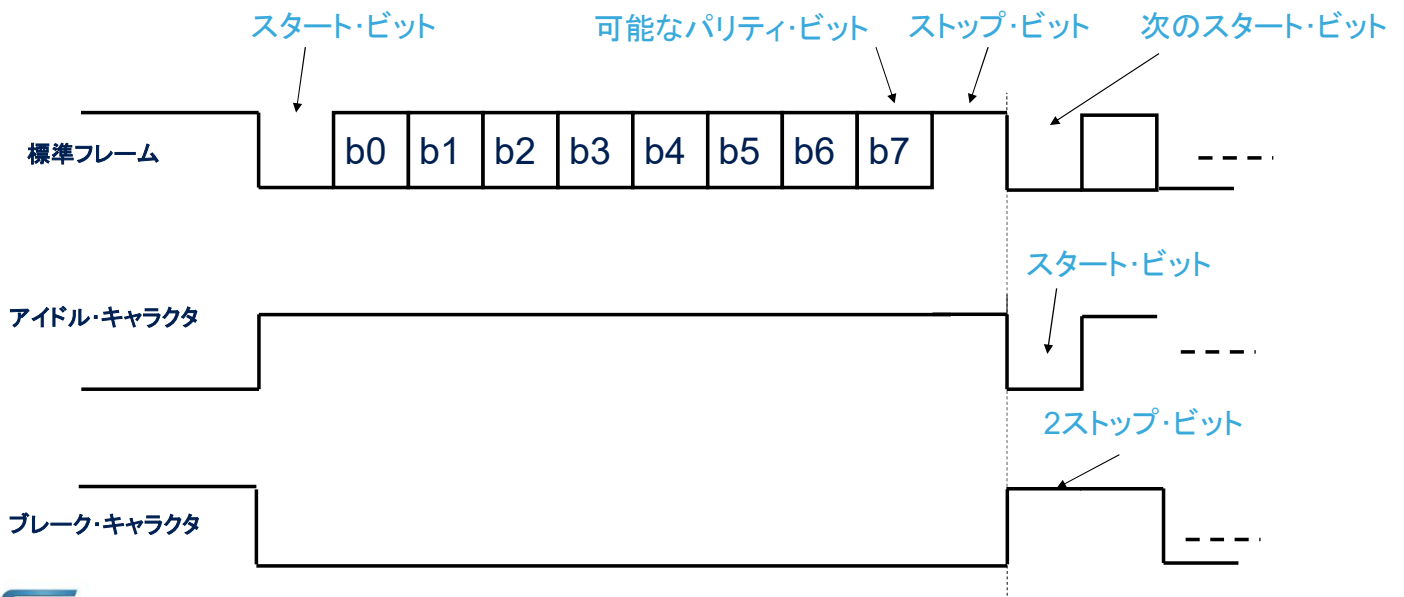 スタート・ビット
可能なパリティ・ビット
ストップ・ビット
次のスタート・ビット
標準フレーム
b0 b1 b2 b3 b4 b5 b6 b7
スタート・ビット
アイドル・キャラクタ
2ストップ・ビット
ブレーク・キャラクタ